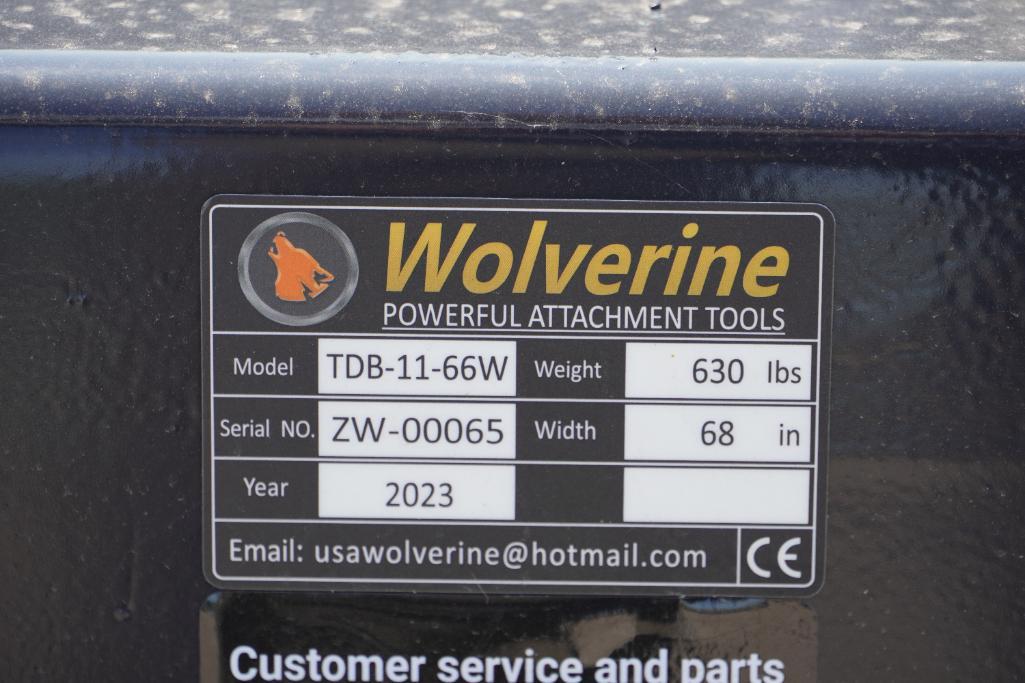 Wolverine
POWERFUL ATTACHMENT TOOLS
Model TDB-11-66W Weight 630 lbs
Serial NO. ZW-00065 Width 68 in
Year 2023
Email: usawolverine@hotmail.com CE
Customer service and parts